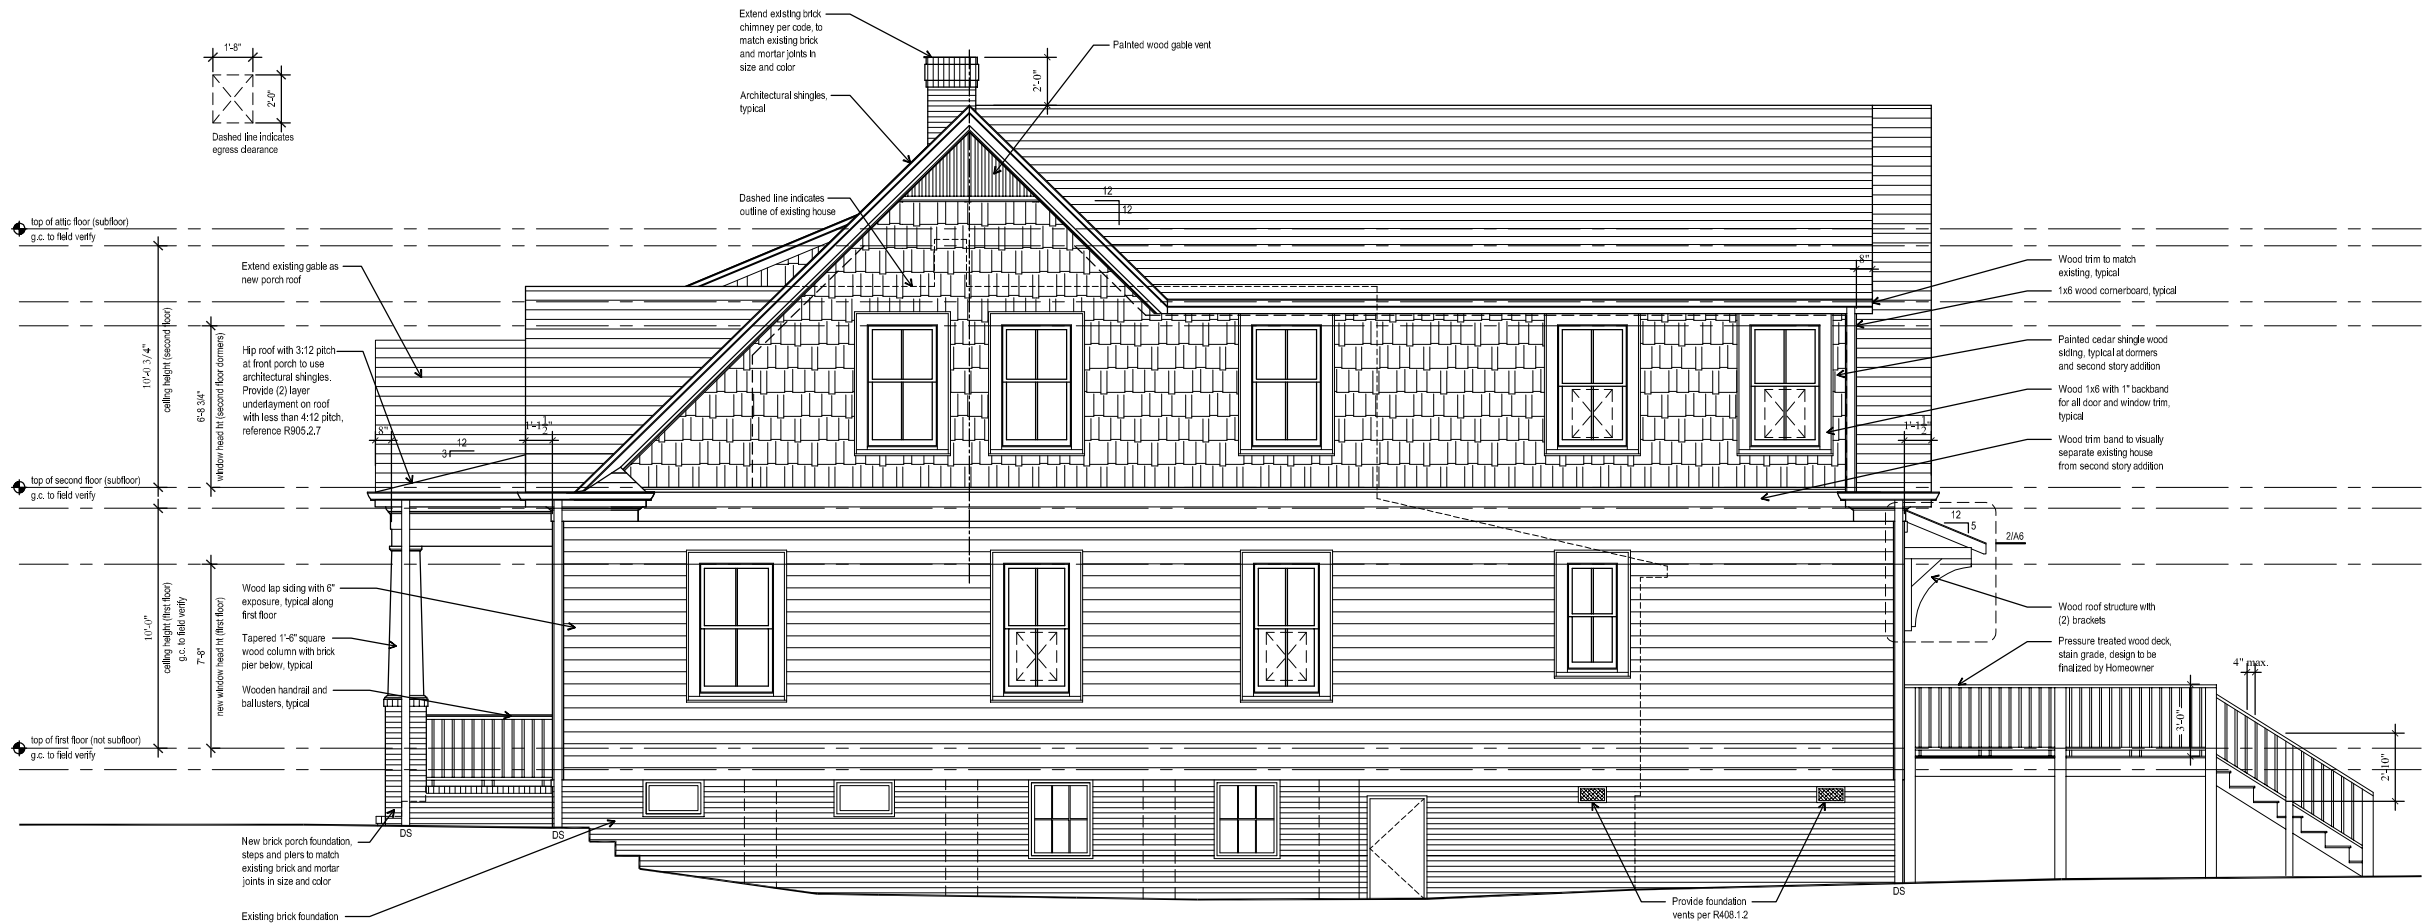 1'-8"
2'-0"
Dashed line indicates
egress clearance
Extend existing brick
chimney per code, to
match existing brick
and mortar joints in
size and color
Architectural shingles,
typical
2'-0"
Painted wood gable vent
Dashed line indicates
outline of existing house
12
12
top of attic floor (subfloor)
g.c. to field verify
Extend existing gable as
new porch roof
10'-0 3/4"
ceiling height (second floor)
6'-8 3/4"
window head ht (second floor dormers)
Hip roof with 3:12 pitch
at front porch to use
architectural shingles.
Provide (2) layer
underlayment on roof
with less than 4:12 pitch,
reference R905.2.7
8"
12
3
1'-1½"
top of second floor (subfloor)
g.c. to field verify
8"
Wood trim to match
existing, typical
1x6 wood cornerboard, typical
Painted cedar shingle wood
siding, typical at dormers
and second story addition
Wood 1x6 with 1" backband
for all door and window trim,
typical
1'-1½"
Wood trim band to visually
separate existing house
from second story addition
12
5
2/A6
10'-0"
ceiling height (first floor)
g.c. to field verify
7'-8"
new window head ht (first floor)
Wood lap siding with 6"
exposure, typical along
first floor
Tapered 1'-6" square
wood column with brick
pier below, typical
Wooden handrail and
ballusters, typical
Wood roof structure with
(2) brackets
Pressure treated wood deck,
stain grade, design to be
finalized by Homeowner
4" max.
3'-0"
2'-10"
top of first floor (not subfloor)
g.c. to field verify
DS
DS
DS
New brick porch foundation,
steps and piers to match
existing brick and mortar
joints in size and color
Existing brick foundation
Provide foundation
vents per R408.1.2